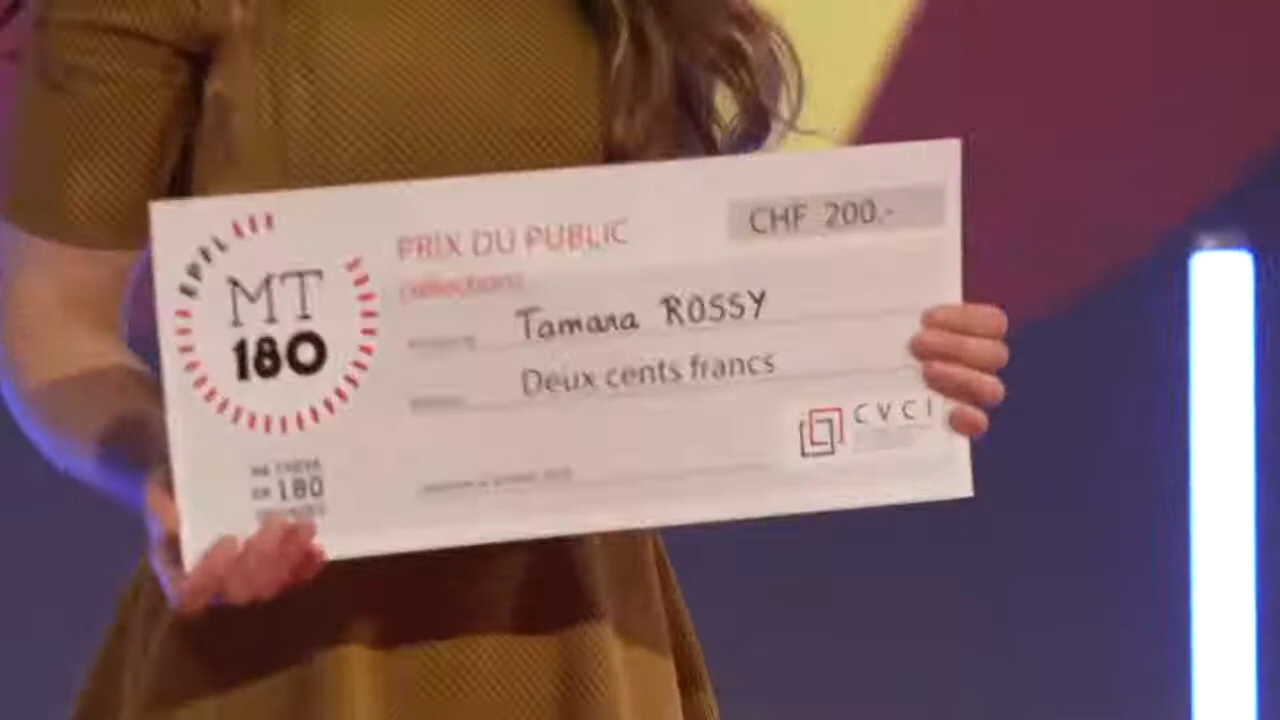 EPFL
MT
180
MA THÈSE
EN 180
PRIX DU PUBLIC
CHF 200.-
Tamara ROSSY
Deux cents francs
CVCI